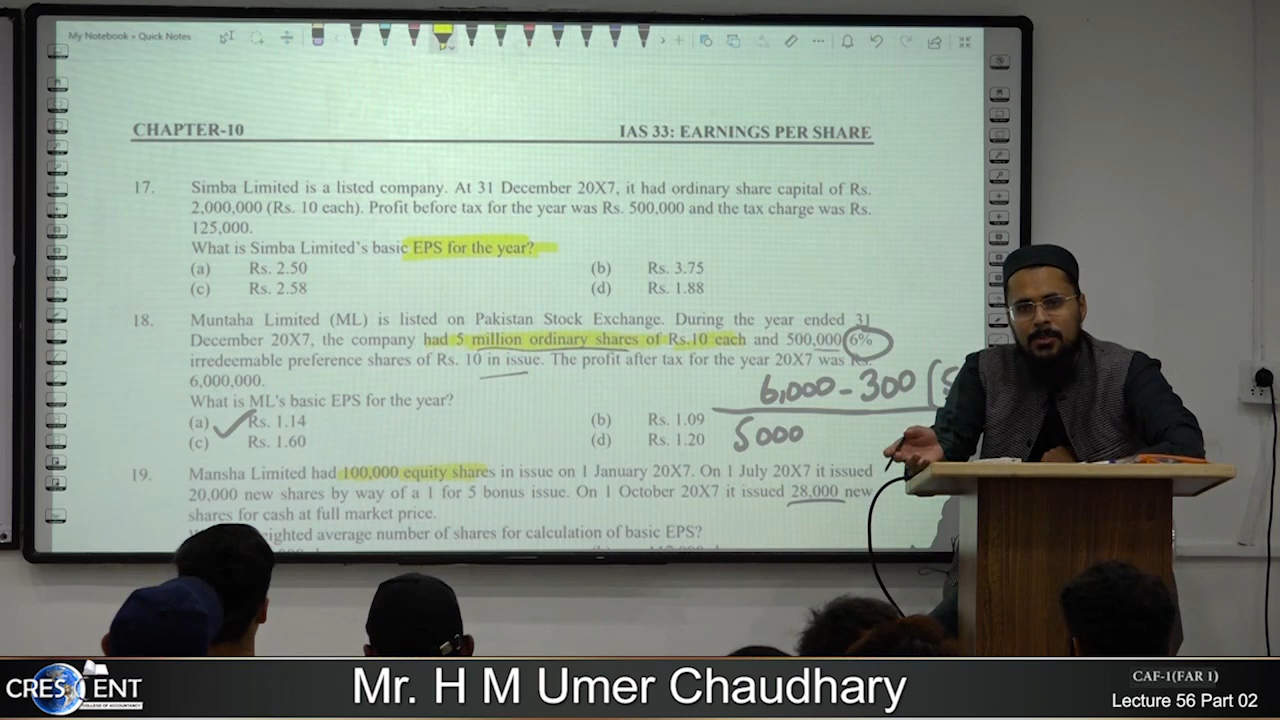 My Notebook » Quick Notes
CHAPTER-10 IAS 33: EARNINGS PER SHARE
17. Simba Limited is a listed company. At 31 December 20X7, it had ordinary share capital of Rs.
2,000,000 (Rs. 10 each). Profit before tax for the year was Rs. 500,000 and the tax charge was Rs.
125,000.
What is Simba Limited's basic EPS for the year?
(a) Rs. 2.50 (b) Rs. 3.75
(c) Rs. 2.58 (d) Rs. 1.88
18. Muntaha Limited (ML) is listed on Pakistan Stock Exchange. During the year ended 31
December 20X7, the company had 5 million ordinary shares of Rs.10 each and 500,000 6%
irredeemable preference shares of Rs. 10 in issue. The profit after tax for the year 20X7 was Rs.
6,000,000.
6,000 - 300 (
What is ML's basic EPS for the year?
(a) Rs. 1.14 (b) Rs. 1.09
5000
(c) Rs. 1.60 (d) Rs. 1.20
19. Mansha Limited had 100,000 equity shares in issue on 1 January 20X7. On 1 July 20X7 it issued
20,000 new shares by way of a 1 for 5 bonus issue. On 1 October 20X7 it issued 28,000 new
shares for cash at full market price.
average number of shares for calculation of basic EPS?
Mr. H M Umer Chaudhary
CRESCENT
COLLEGE OF ACCOUNTANCY
CAF-1(FAR 1)
Lecture 56 Part 02